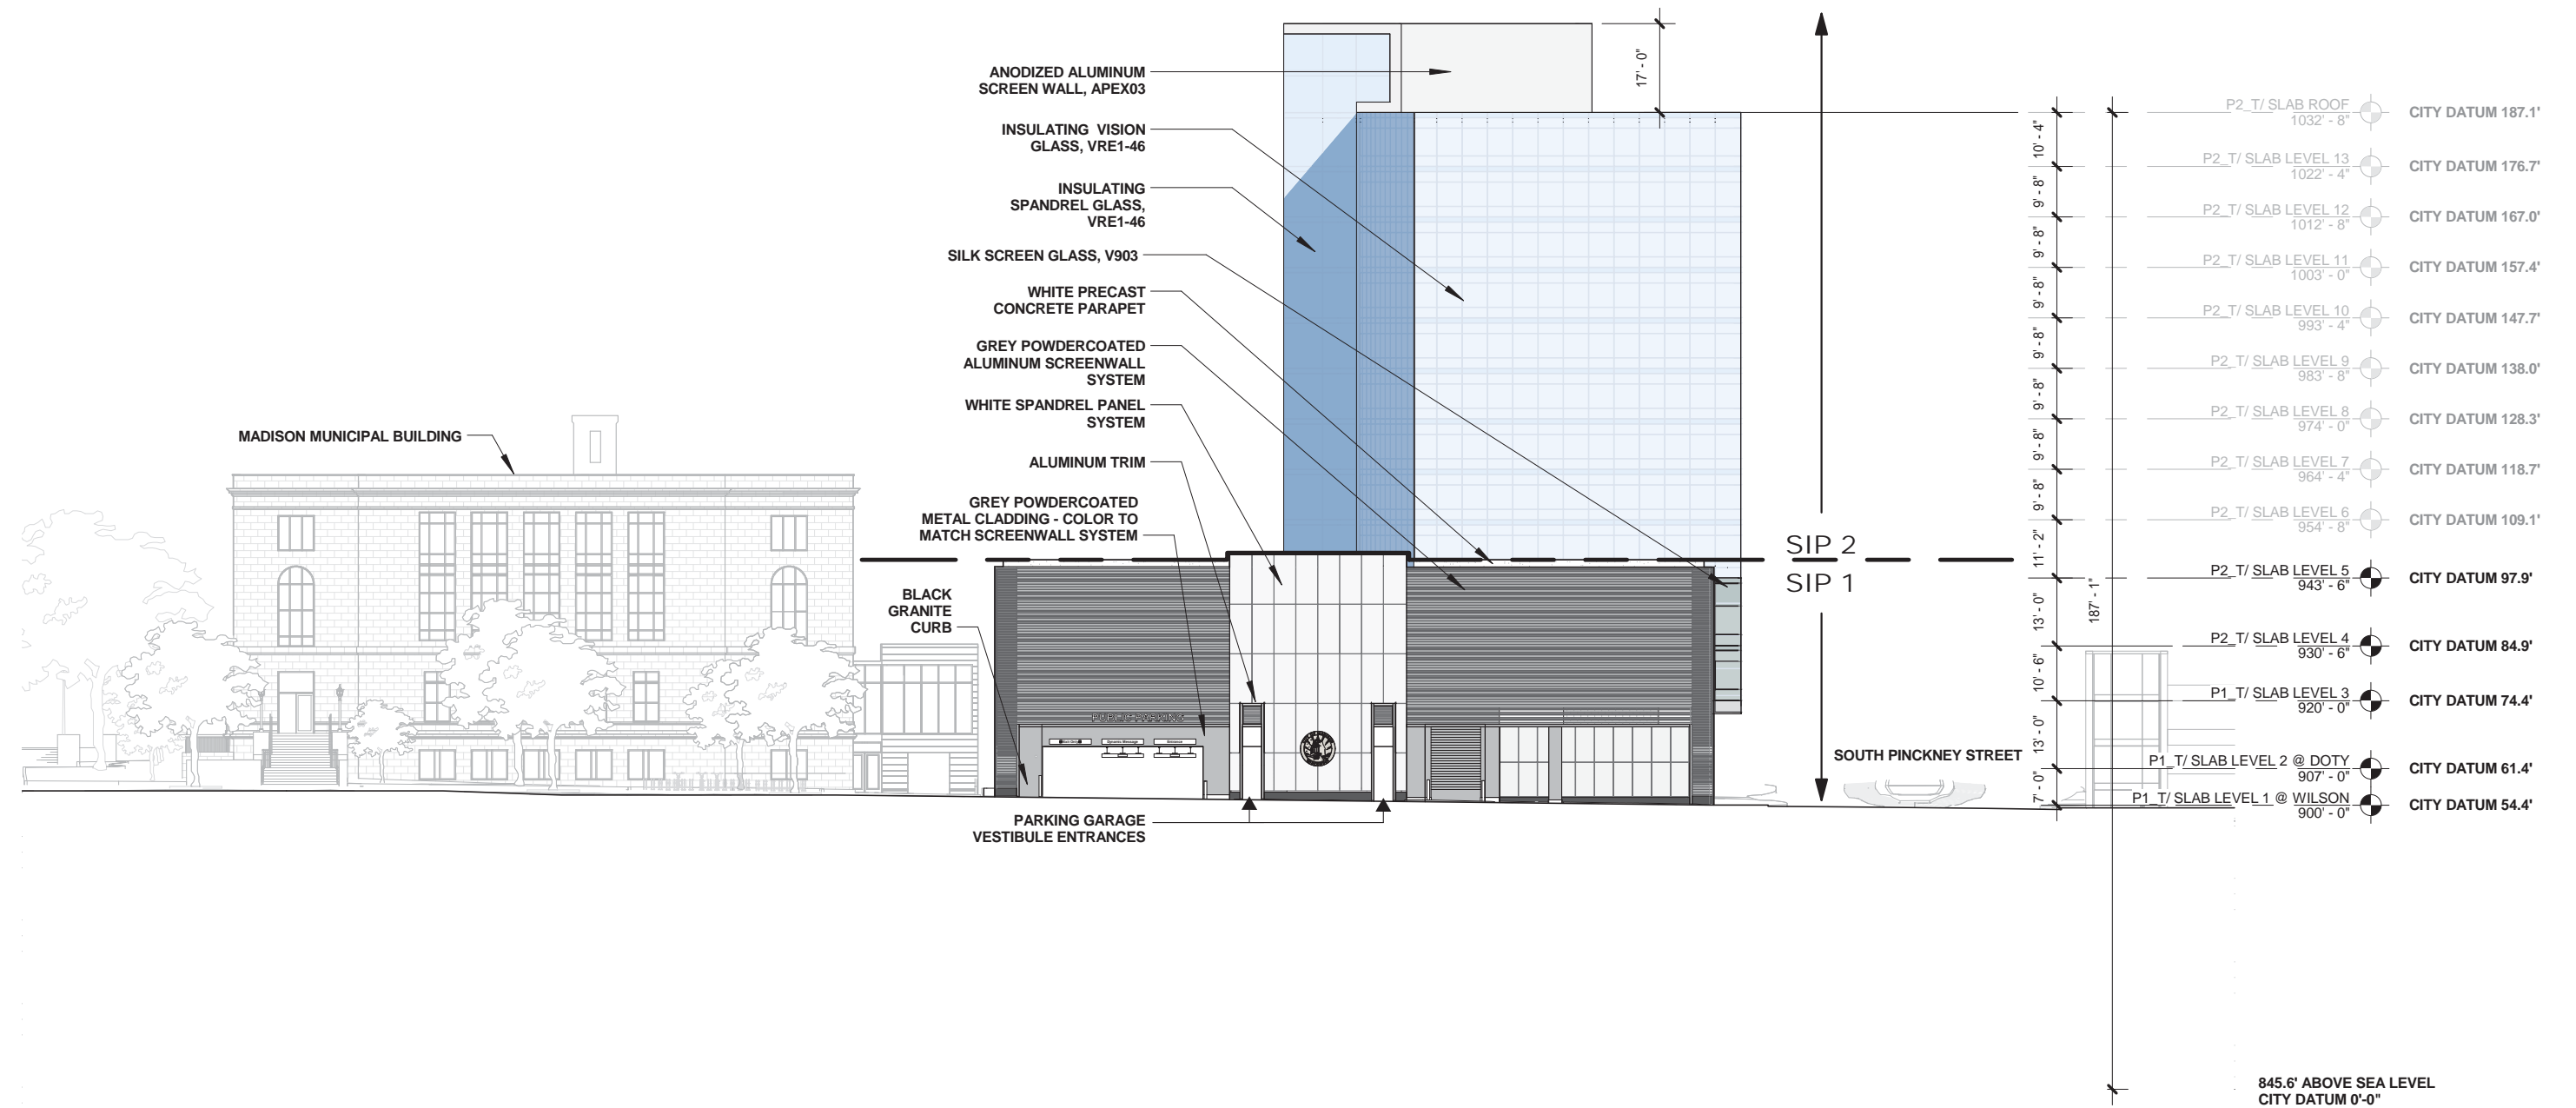 ANODIZED ALUMINUM
SCREEN WALL, APEX03
INSULATING VISION
GLASS, VRE1-46
INSULATING
SPANDREL GLASS,
VRE1-46
SILK SCREEN GLASS, V903
WHITE PRECAST
CONCRETE PARAPET
GREY POWDERCOATED
ALUMINUM SCREENWALL
SYSTEM
WHITE SPANDREL PANEL
SYSTEM
MADISON MUNICIPAL BUILDING
ALUMINUM TRIM
GREY POWDERCOATED
METAL CLADDING - COLOR TO
MATCH SCREENWALL SYSTEM
BLACK
GRANITE
CURB
PUBLIC PARKING
Dynamic Message
Entrance
PARKING GARAGE
VESTIBULE ENTRANCES
SIP 2
SIP 1
SOUTH PINCKNEY STREET
17' - 0"
10' - 4"
9' - 8"
9' - 8"
9' - 8"
9' - 8"
9' - 8"
9' - 8"
9' - 8"
11' - 2"
13' - 0"
10' - 6"
13' - 0"
7' - 0"
187' - 1"
P2_T/ SLAB ROOF
1032' - 8"
CITY DATUM 187.1'
P2_T/ SLAB LEVEL 13
1022' - 4"
CITY DATUM 176.7'
P2_T/ SLAB LEVEL 12
1012' - 8"
CITY DATUM 167.0'
P2_T/ SLAB LEVEL 11
1003' - 0"
CITY DATUM 157.4'
P2_T/ SLAB LEVEL 10
993' - 4"
CITY DATUM 147.7'
P2_T/ SLAB LEVEL 9
983' - 8"
CITY DATUM 138.0'
P2_T/ SLAB LEVEL 8
974' - 0"
CITY DATUM 128.3'
P2_T/ SLAB LEVEL 7
964' - 4"
CITY DATUM 118.7'
P2_T/ SLAB LEVEL 6
954' - 8"
CITY DATUM 109.1'
P2_T/ SLAB LEVEL 5
943' - 6"
CITY DATUM 97.9'
P2_T/ SLAB LEVEL 4
930' - 6"
CITY DATUM 84.9'
P1_T/ SLAB LEVEL 3
920' - 0"
CITY DATUM 74.4'
P1_T/ SLAB LEVEL 2 @ DOTY
907' - 0"
CITY DATUM 61.4'
P1_T/ SLAB LEVEL 1 @ WILSON
900' - 0"
CITY DATUM 54.4'
845.6' ABOVE SEA LEVEL
CITY DATUM 0'-0"